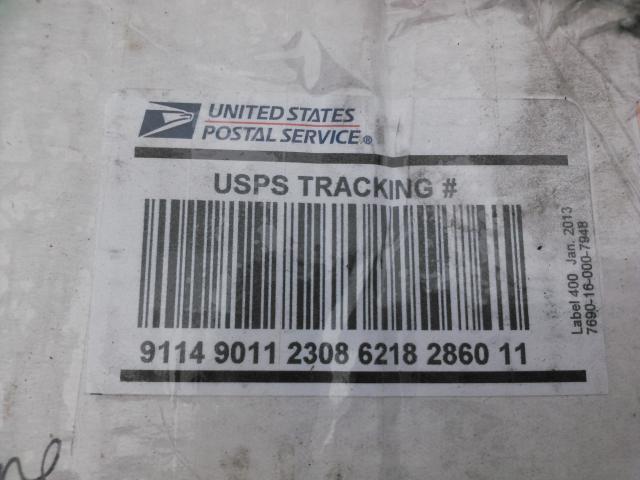 UNITED STATES
POSTAL SERVICE®
USPS TRACKING #
9114 9011 2308 6218 2860 11
Label 400 Jan. 2013
7690-16-000-7948